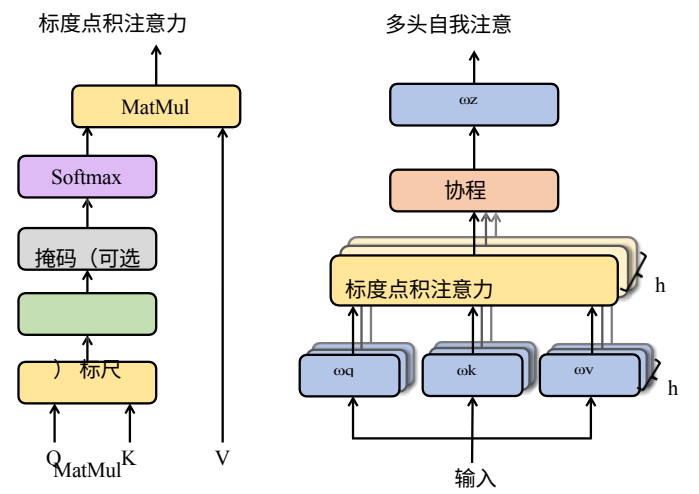 标度点积注意力
MatMul
Softmax
掩码（可选
）标尺
Q
K
V
MatMul
多头自我注意
ωz
协程
标度点积注意力
h
ωq
ωk
ωv
h
输入